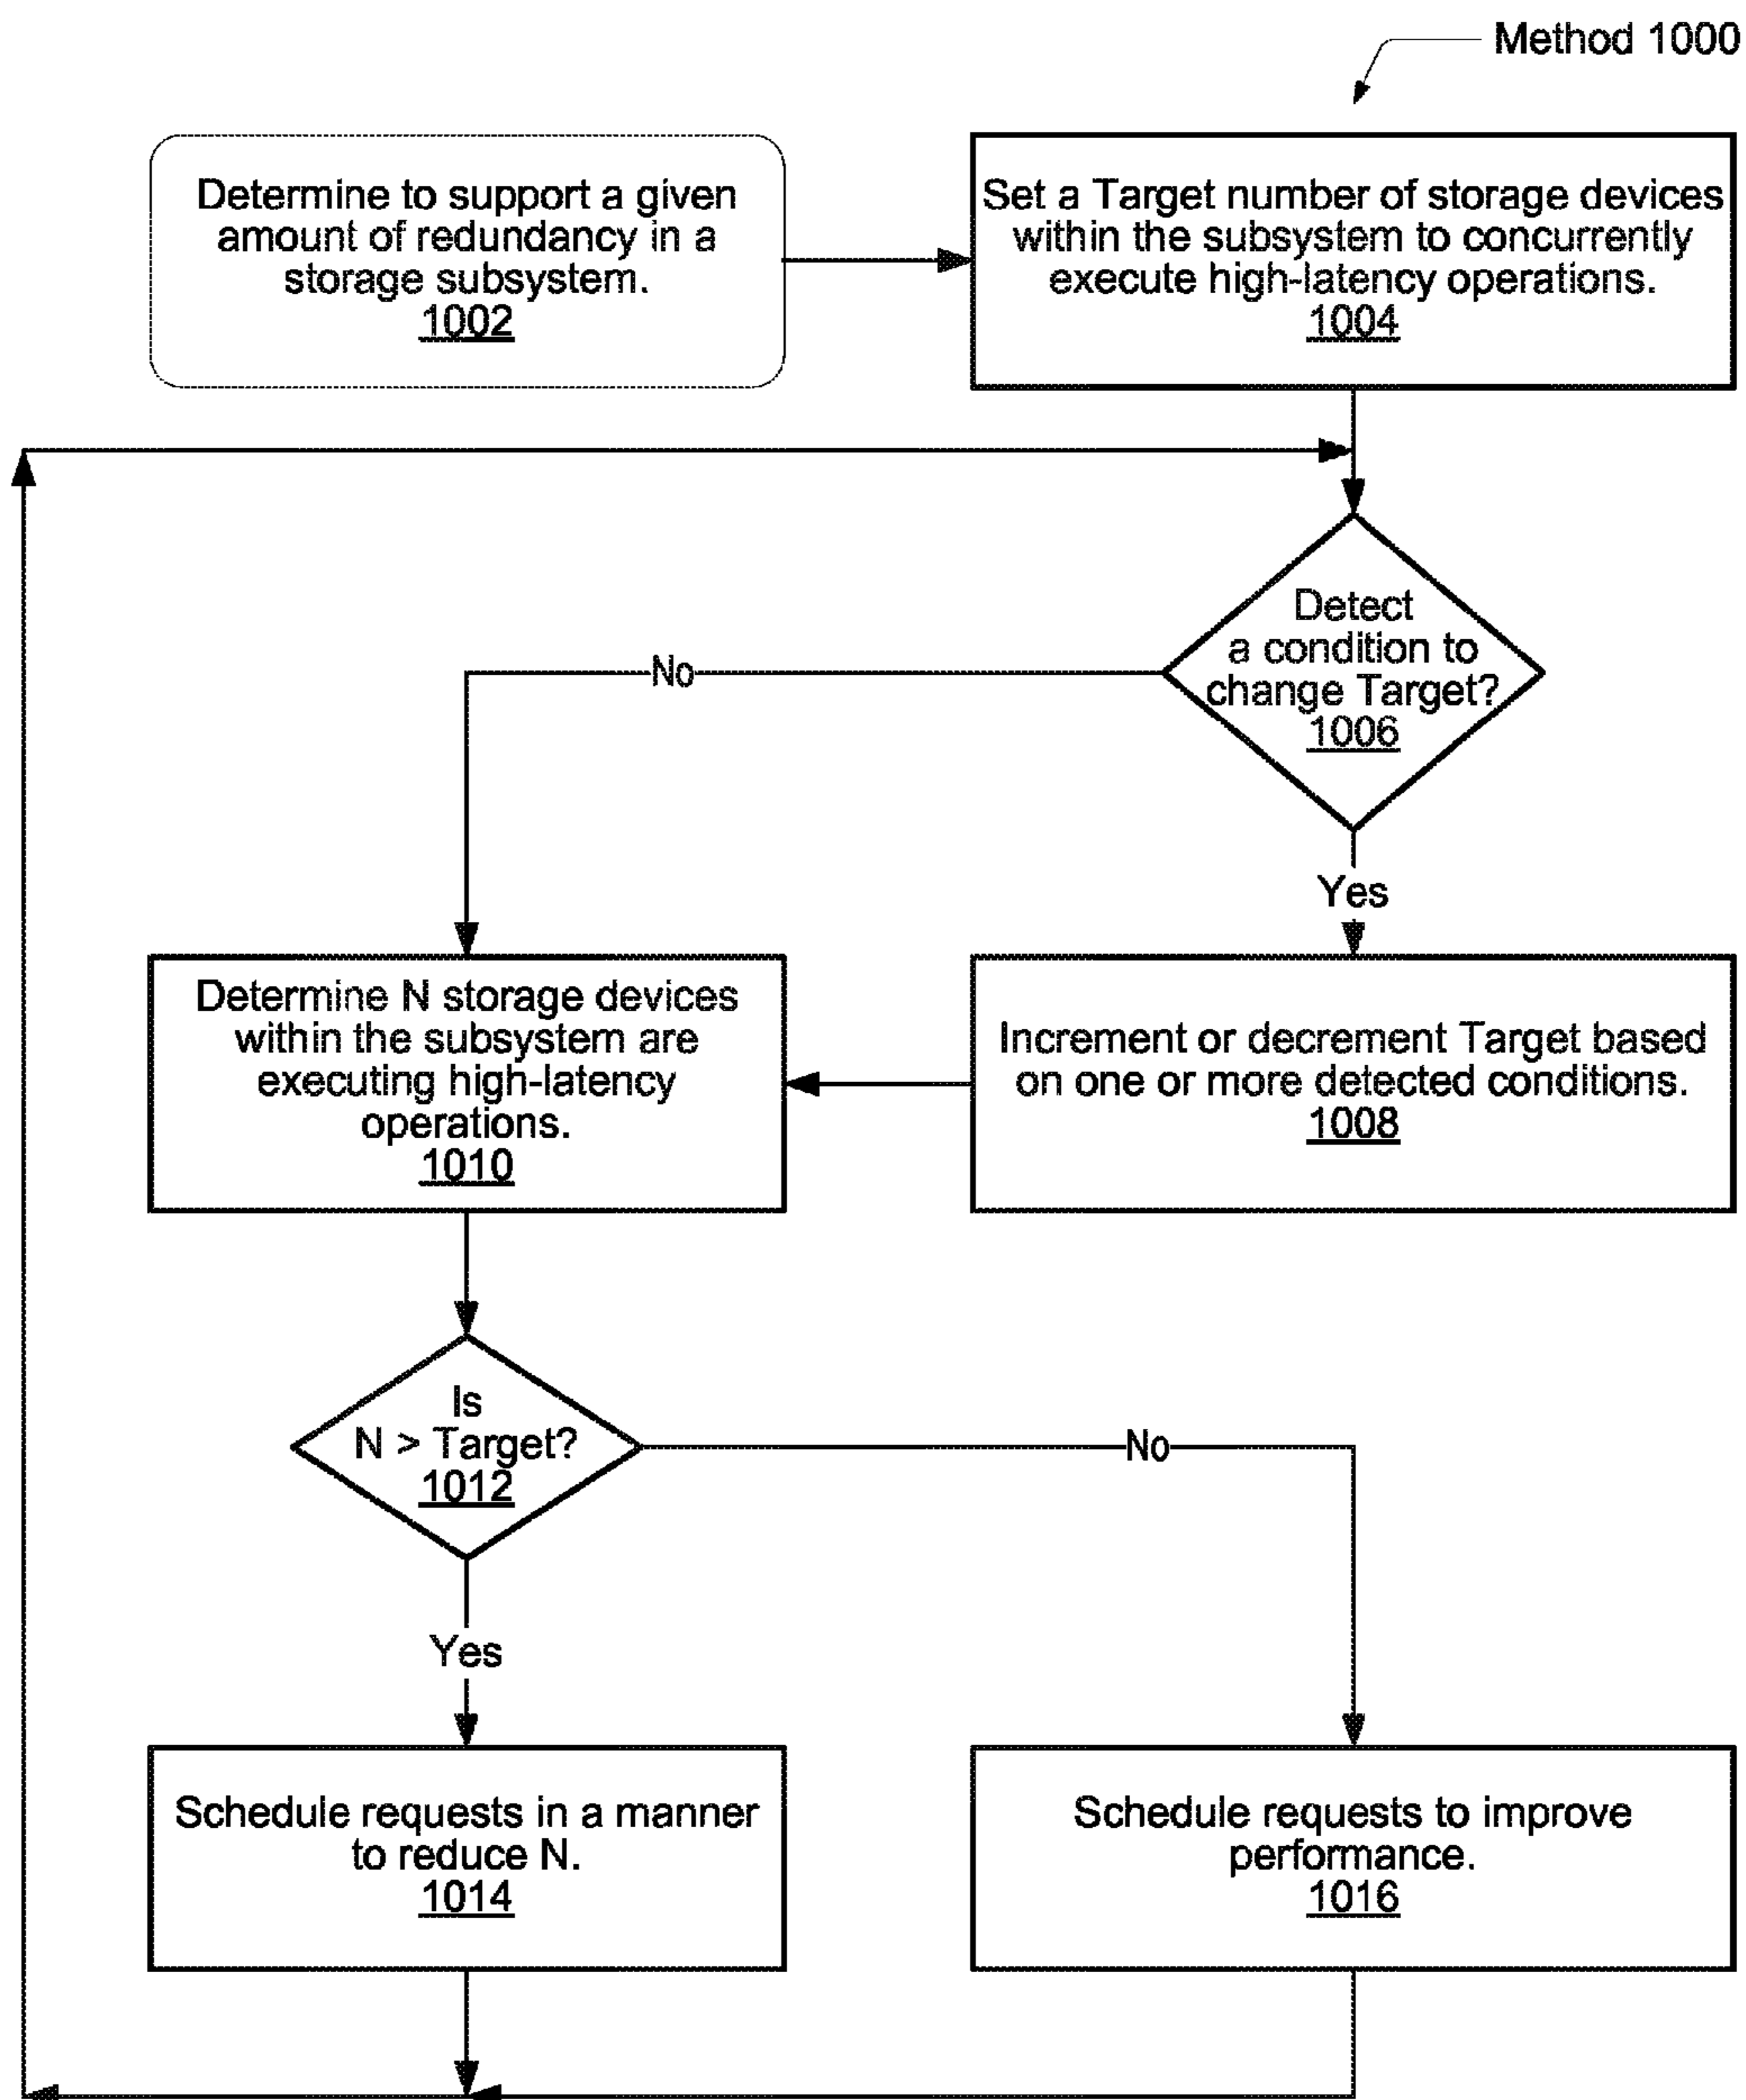 Method 1000
Determine to support a given
amount of redundancy in a
storage subsystem.
1002
Set a Target number of storage devices
within the subsystem to concurrently
execute high-latency operations.
1004
Detect
a condition to
change Target?
1006
No
Yes
Determine N storage devices
within the subsystem are
executing high-latency
operations.
1010
Increment or decrement Target based
on one or more detected conditions.
1008
Is
N > Target?
1012
No
Yes
Schedule requests in a manner
to reduce N.
1014
Schedule requests to improve
performance.
1016